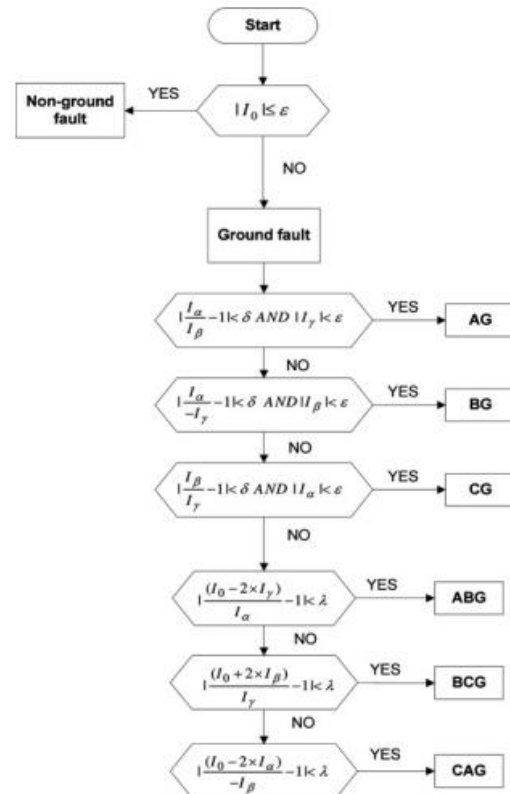 Start
YES
Non-ground
fault
| I₀ |≤ ε
NO
Ground fault
|I_α/I_β −1|< δ AND | I_γ |< ε
YES
AG
NO
|I_α/−I_γ −1|< δ AND | I_β |< ε
YES
BG
NO
|I_β/I_γ −1|< δ AND | I_α |< ε
YES
CG
NO
|(I₀ − 2× I_γ)/I_α −1|< λ
YES
ABG
NO
|(I₀ + 2× I_β)/I_γ −1|< λ
YES
BCG
NO
|(I₀ − 2× I_α)/−I_β −1|< λ
YES
CAG